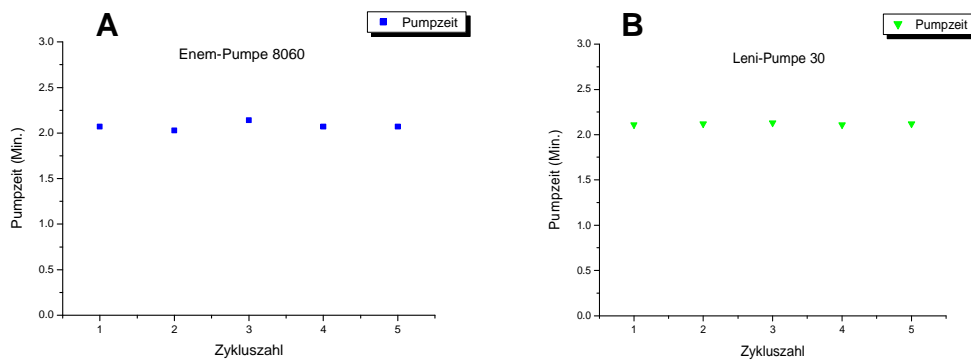 A
Pumpzeit
Enem-Pumpe 8060
Pumpzeit (Min.)
3.0
2.5
2.0
1.5
1.0
0.5
0.0
1 2 3 4 5
Zykluszahl
B
Pumpzeit
Leni-Pumpe 30
Pumpzeit (Min.)
3.0
2.5
2.0
1.5
1.0
0.5
0.0
1 2 3 4 5
Zykluszahl